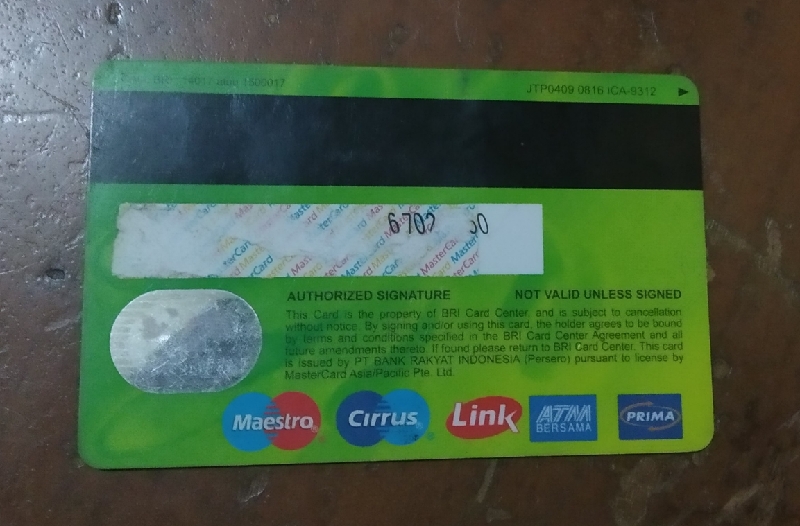 JTP0409 0816 ICA-9312
6702
AUTHORIZED SIGNATURE NOT VALID UNLESS SIGNED
This Card is the property of BRI Card Center, and is subject to cancellation
without notice. By signing and/or using this card, the holder agrees to be bound
by terms and conditions specified in the BRI Card Center Agreement and all
future amendments thereto. If found please return to BRI Card Center. This card
is issued by PT BANK RAKYAT INDONESIA (Persero) pursuant to license by
MasterCard Asia/Pacific Pte. Ltd.
Maestro Cirrus Link ATM BERSAMA PRIMA